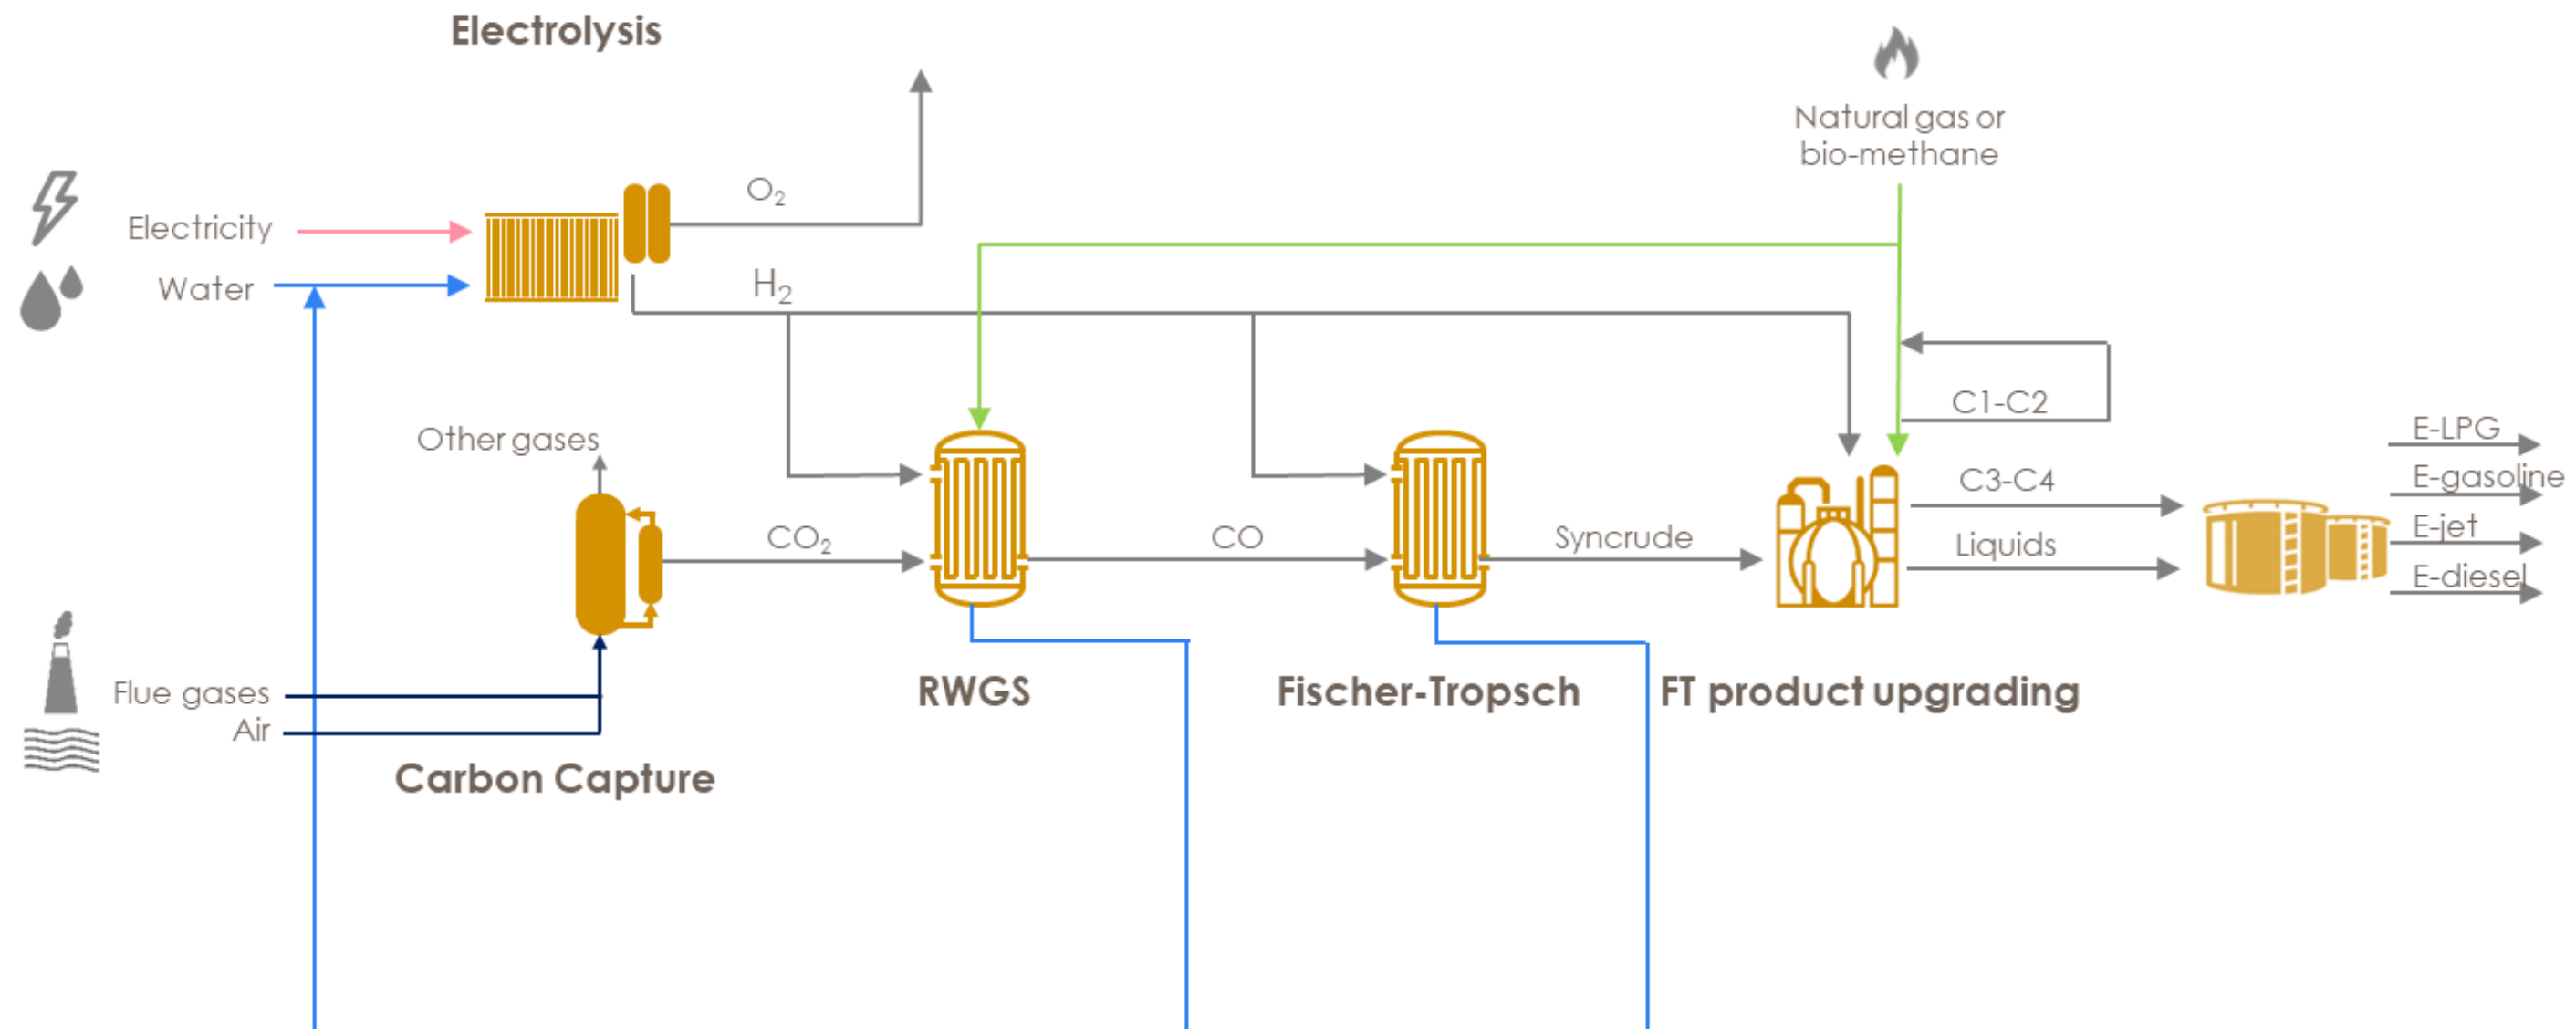 Electrolysis
Natural gas or
bio-methane
O₂
Electricity
H₂
Water
C1-C2
Other gases
E-LPG
E-gasoline
C3-C4
CO₂
CO
Syncrude
Liquids
E-jet
E-diesel
Flue gases
RWGS
Fischer-Tropsch
FT product upgrading
Air
Carbon Capture